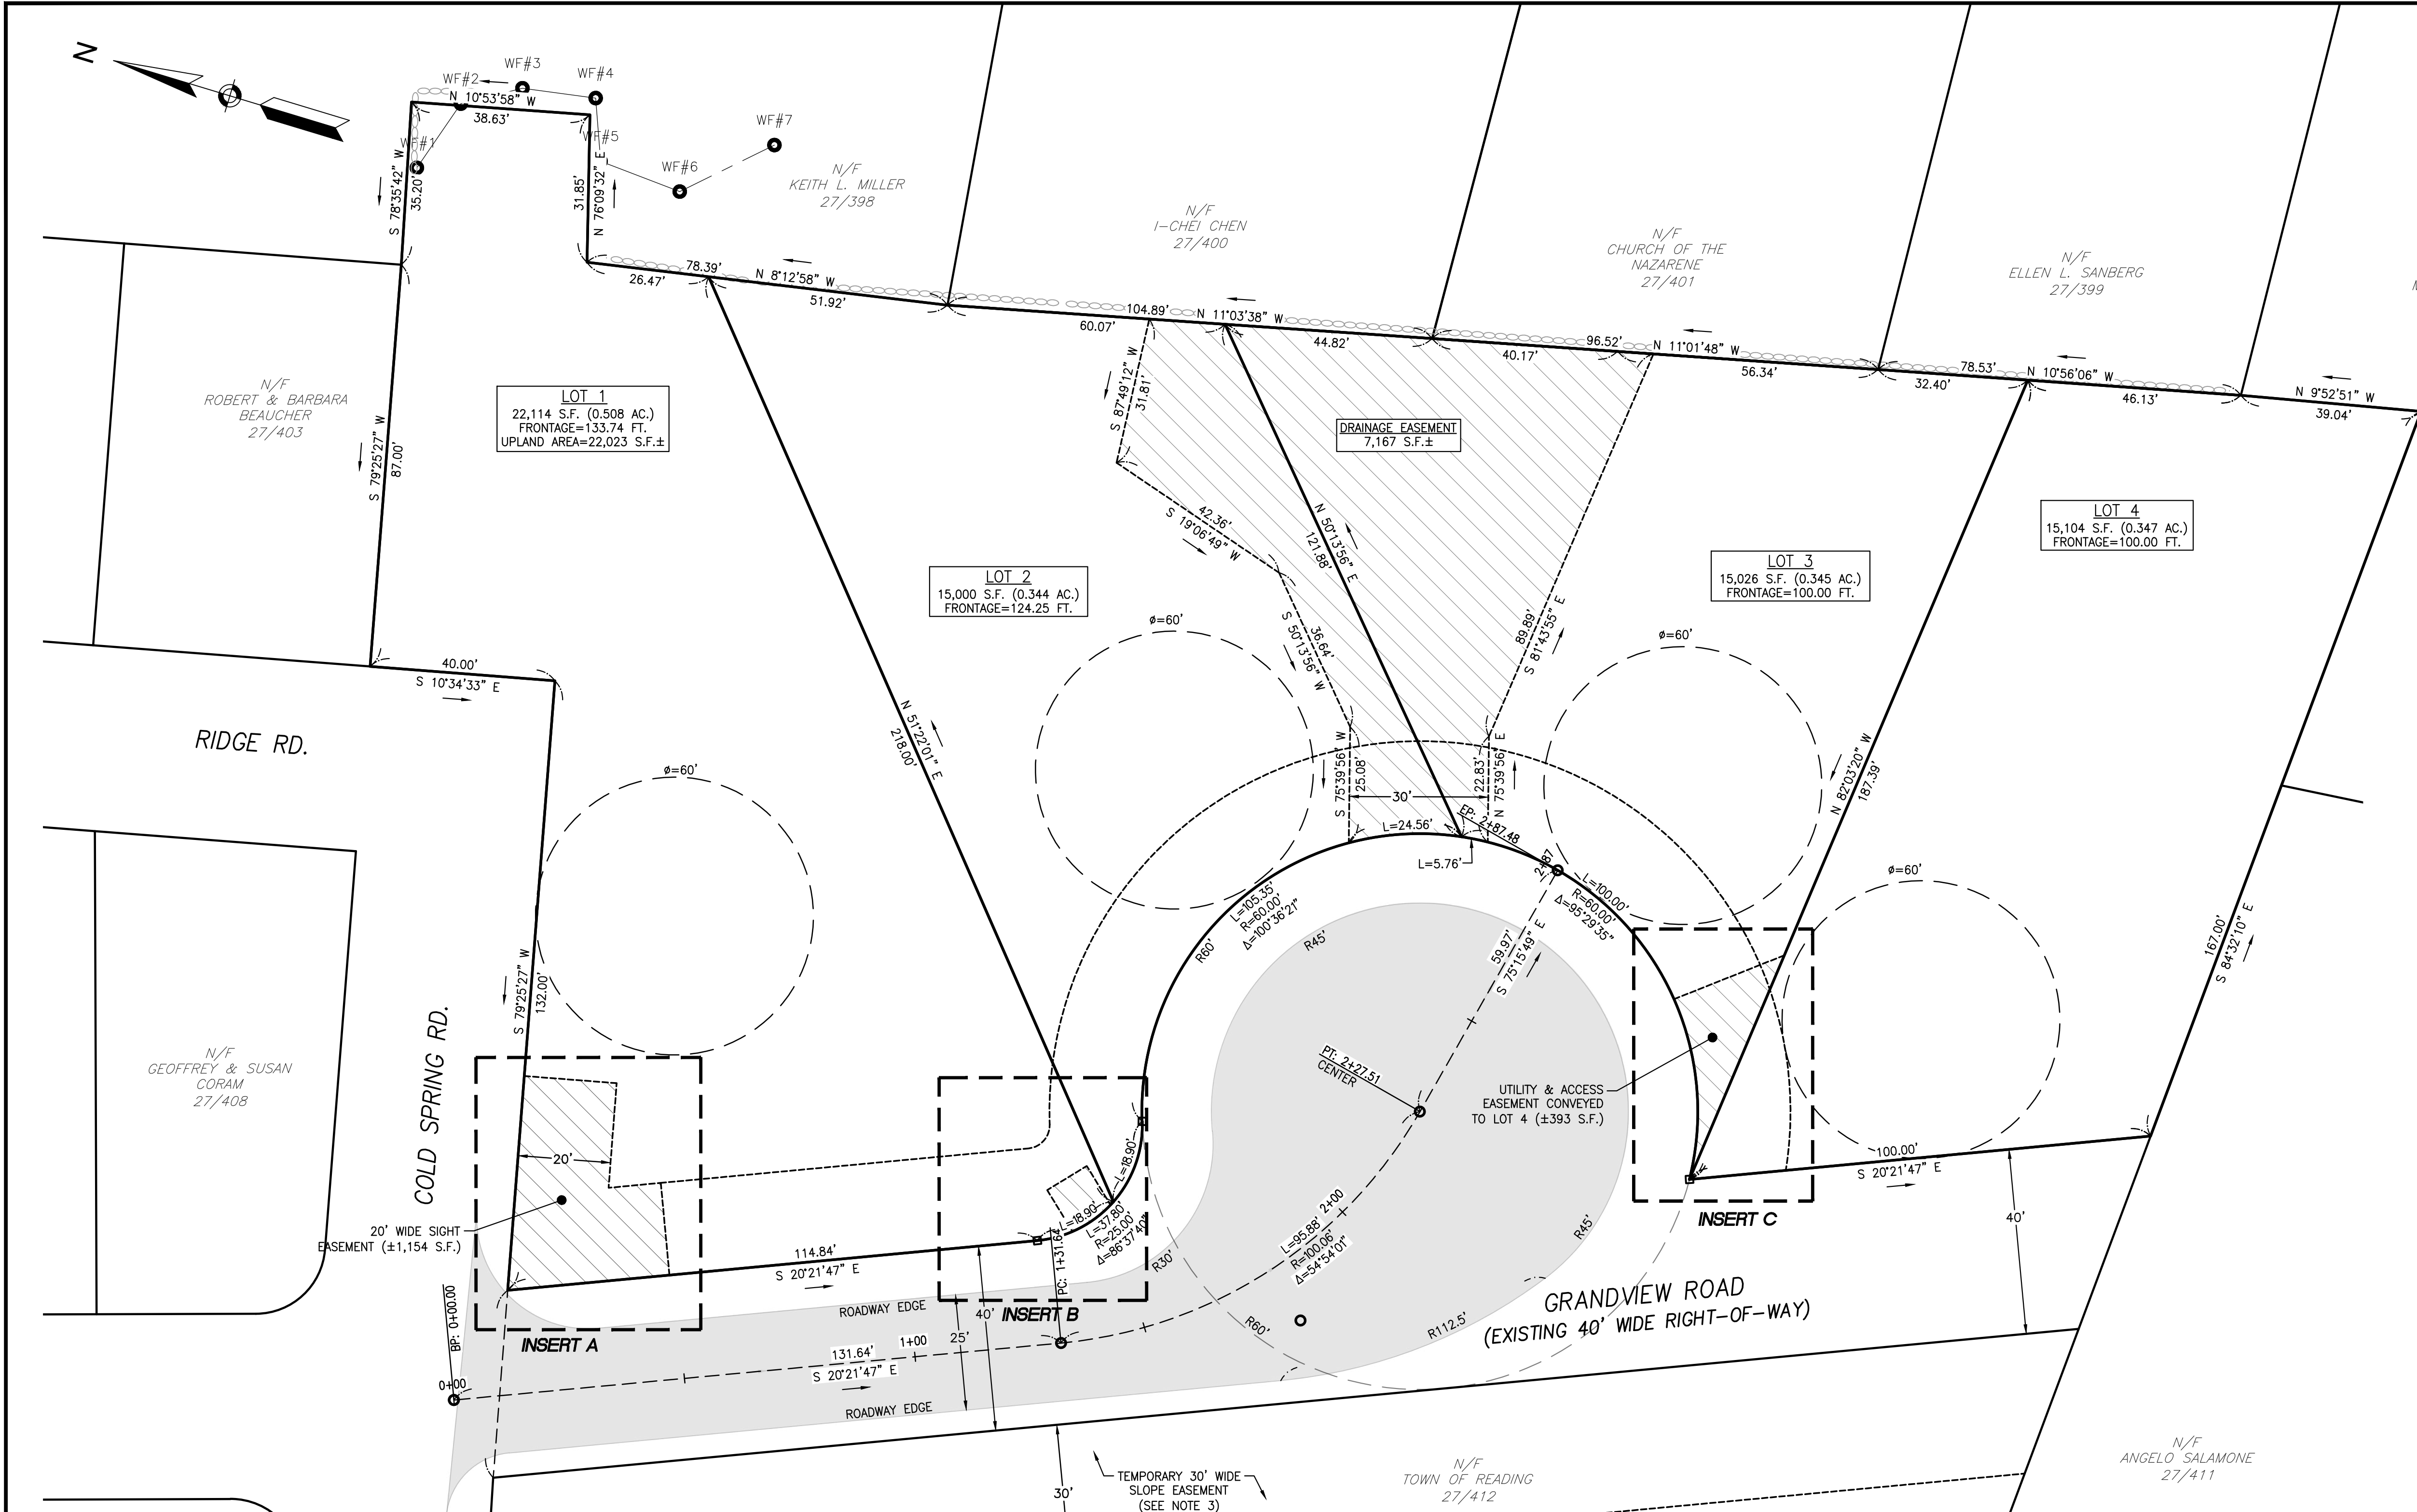 N
WF#1
WF#2
WF#3
WF#4
WF#5
WF#6
WF#7
N 10°53'58" W
38.63'
S 78°35'42" W
35.20'
31.85'
N 76°09'32" E
N/F
KEITH L. MILLER
27/398
N/F
I-CHEI CHEN
27/400
N/F
CHURCH OF THE
NAZARENE
27/401
N/F
ELLEN L. SANBERG
27/399
78.39'
N 8°12'58" W
26.47'
51.92'
104.89'
N 11°03'38" W
60.07'
44.82'
96.52'
N 11°01'48" W
40.17'
56.34'
78.53'
N 10°56'06" W
32.40'
46.13'
N 9°52'51" W
39.04'
N/F
ROBERT & BARBARA
BEAUCHER
27/403
S 79°25'27" W
87.00'
LOT 1
22,114 S.F. (0.508 AC.)
FRONTAGE=133.74 FT.
UPLAND AREA=22,023 S.F.±
S 87°49'12" W
31.81'
DRAINAGE EASEMENT
7,167 S.F.±
42.36'
S 19°06'49" W
N 50°13'56" E
121.88'
LOT 2
15,000 S.F. (0.344 AC.)
FRONTAGE=124.25 FT.
LOT 3
15,026 S.F. (0.345 AC.)
FRONTAGE=100.00 FT.
LOT 4
15,104 S.F. (0.347 AC.)
FRONTAGE=100.00 FT.
36.64'
S 50°13'56" W
89.89'
S 81°43'55" E
ø=60'
ø=60'
ø=60'
ø=60'
40.00'
S 10°34'33" E
RIDGE RD.
N 51°22'01" E
218.00'
S 75°39'56" W
25.08'
30'
22.83'
N 75°39'56" E
N 82°03'20" W
187.39'
EP: 2+87.48
L=24.56'
L=5.76'
2+87
L=100.00'
R=60.00'
Δ=95°29'35"
L=105.35'
R=60.00'
Δ=100°36'21"
R60'
R45'
59.97'
S 75°15'49" E
167.00'
S 84°32'10" E
S 79°25'27" W
132.00'
COLD SPRING RD.
N/F
GEOFFREY & SUSAN
CORAM
27/408
PT: 2+27.51
CENTER
UTILITY & ACCESS
EASEMENT CONVEYED
TO LOT 4 (±393 S.F.)
20'
20' WIDE SIGHT
EASEMENT (±1,154 S.F.)
L=18.90'
L=18.90'
L=37.80'
R=25.00'
Δ=86°37'40"
R30'
100.00'
S 20°21'47" E
INSERT C
40'
R45'
114.84'
S 20°21'47" E
PC: 1+31.64
2+00
L=95.88'
R=100.06'
Δ=54°54'01"
BP: 0+00.00
0+00
INSERT A
INSERT B
ROADWAY EDGE
40'
25'
1+00
131.64'
S 20°21'47" E
ROADWAY EDGE
R60'
R112.5'
GRANDVIEW ROAD
(EXISTING 40' WIDE RIGHT-OF-WAY)
30'
TEMPORARY 30' WIDE
SLOPE EASEMENT
(SEE NOTE 3)
N/F
TOWN OF READING
27/412
N/F
ANGELO SALAMONE
27/411